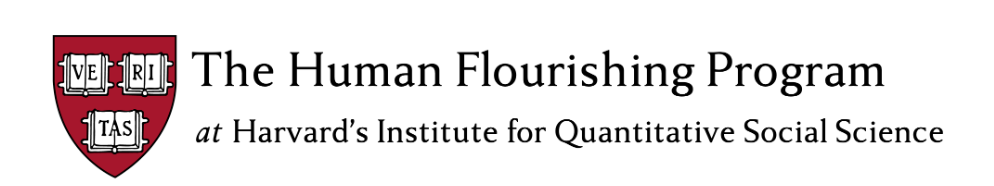 VE RI
TAS
The Human Flourishing Program
at Harvard's Institute for Quantitative Social Science